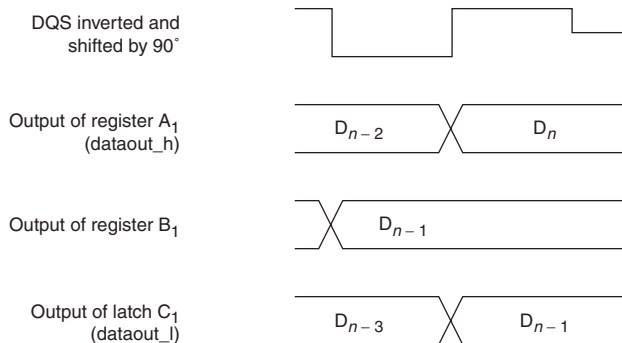 DQS inverted and
shifted by 90°
Output of register A₁
(dataout_h)
Dₙ₋₂
Dₙ
Output of register B₁
Dₙ₋₁
Output of latch C₁
(dataout_l)
Dₙ₋₃
Dₙ₋₁